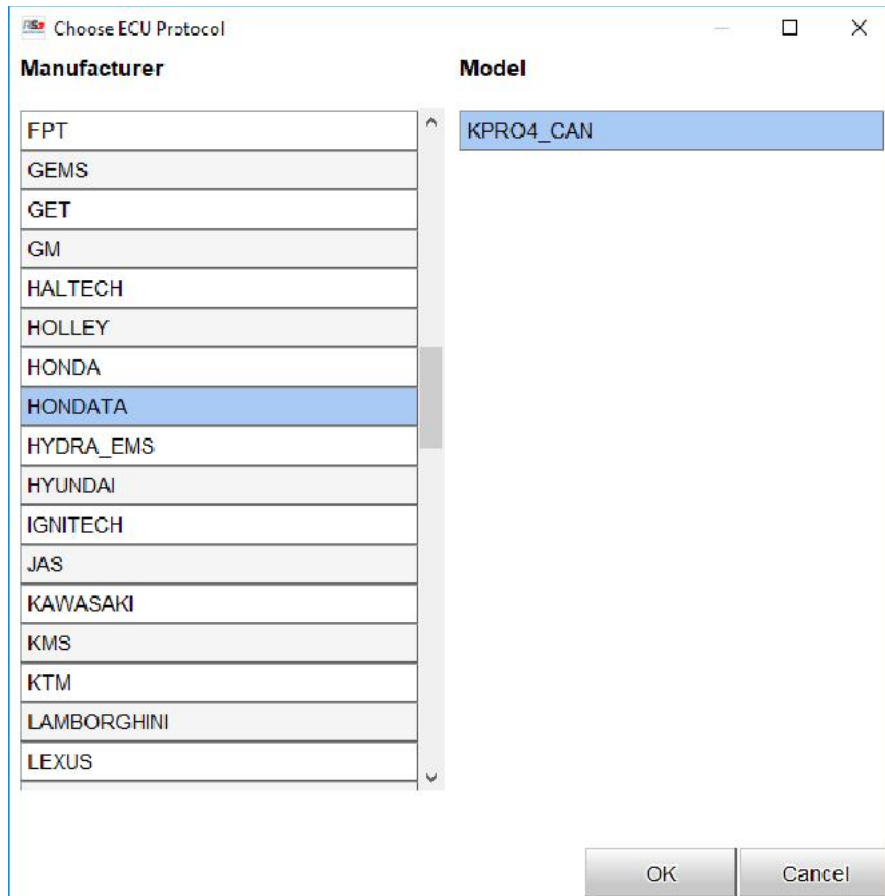 RS3
Choose ECU Protocol
Manufacturer
Model
FPT
GEMS
GET
GM
HALTECH
HOLLEY
HONDA
HONDATA
HYDRA_EMS
HYUNDAI
IGNITECH
JAS
KAWASAKI
KMS
KTM
LAMBORGHINI
LEXUS
KPRO4_CAN
OK
Cancel